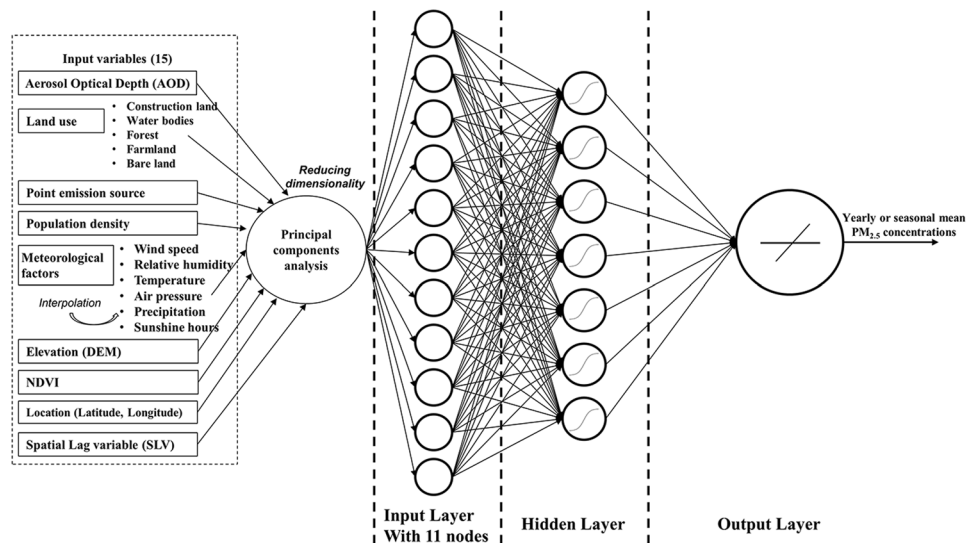 Input variables (15)
Aerosol Optical Depth (AOD)
Land use
• Construction land
• Water bodies
• Forest
• Farmland
• Bare land
Point emission source
Population density
Meteorological
factors
• Wind speed
• Relative humidity
• Temperature
• Air pressure
• Precipitation
• Sunshine hours
Interpolation
Elevation (DEM)
NDVI
Location (Latitude, Longitude)
Spatial Lag variable (SLV)
Reducing
dimensionality
Principal
components
analysis
Input Layer
With 11 nodes
Hidden Layer
Output Layer
Yearly or seasonal mean
PM2.5 concentrations